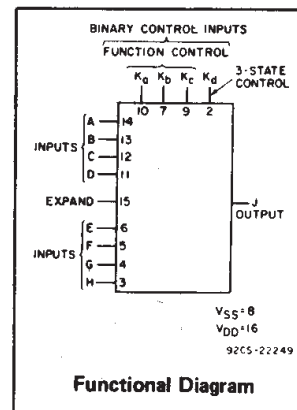 BINARY CONTROL INPUTS
FUNCTION CONTROL
Ka Kb Kc Kd
3-STATE
CONTROL
10 7 9 2
A 14
B 13
INPUTS
C 12
D 11
EXPAND 15
J
OUTPUT
E 6
F 5
INPUTS
G 4
H 3
VSS=8
VDD=16
92CS-22249
Functional Diagram